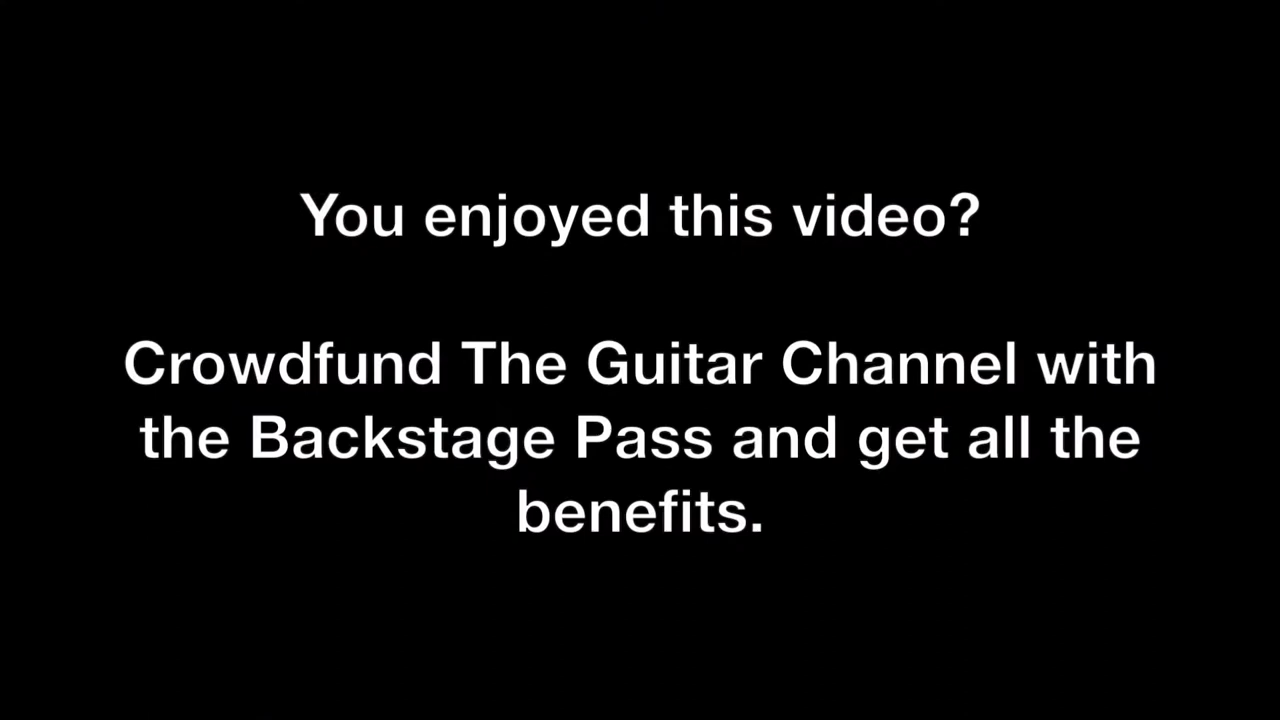 You enjoyed this video?
Crowdfund The Guitar Channel with
the Backstage Pass and get all the
benefits.